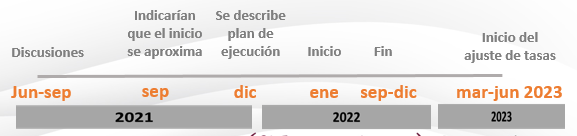 Discusiones
Indicarían
que el inicio
se aproxima
Se describe
plan de
ejecución
Inicio
Fin
Inicio del
ajuste de tasas
Jun-sep
sep
dic
ene
sep-dic
mar-jun 2023
2021
2022
2023